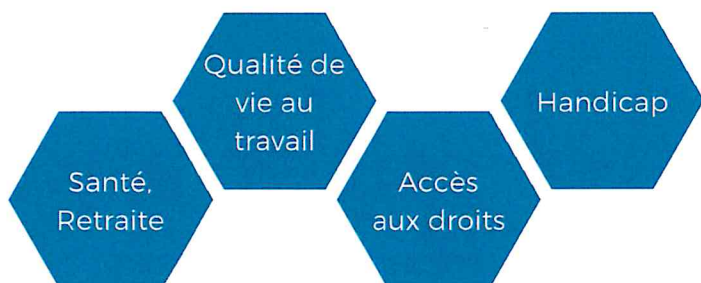 Santé,
Retraite
Qualité de
vie au
travail
Accès
aux droits
Handicap